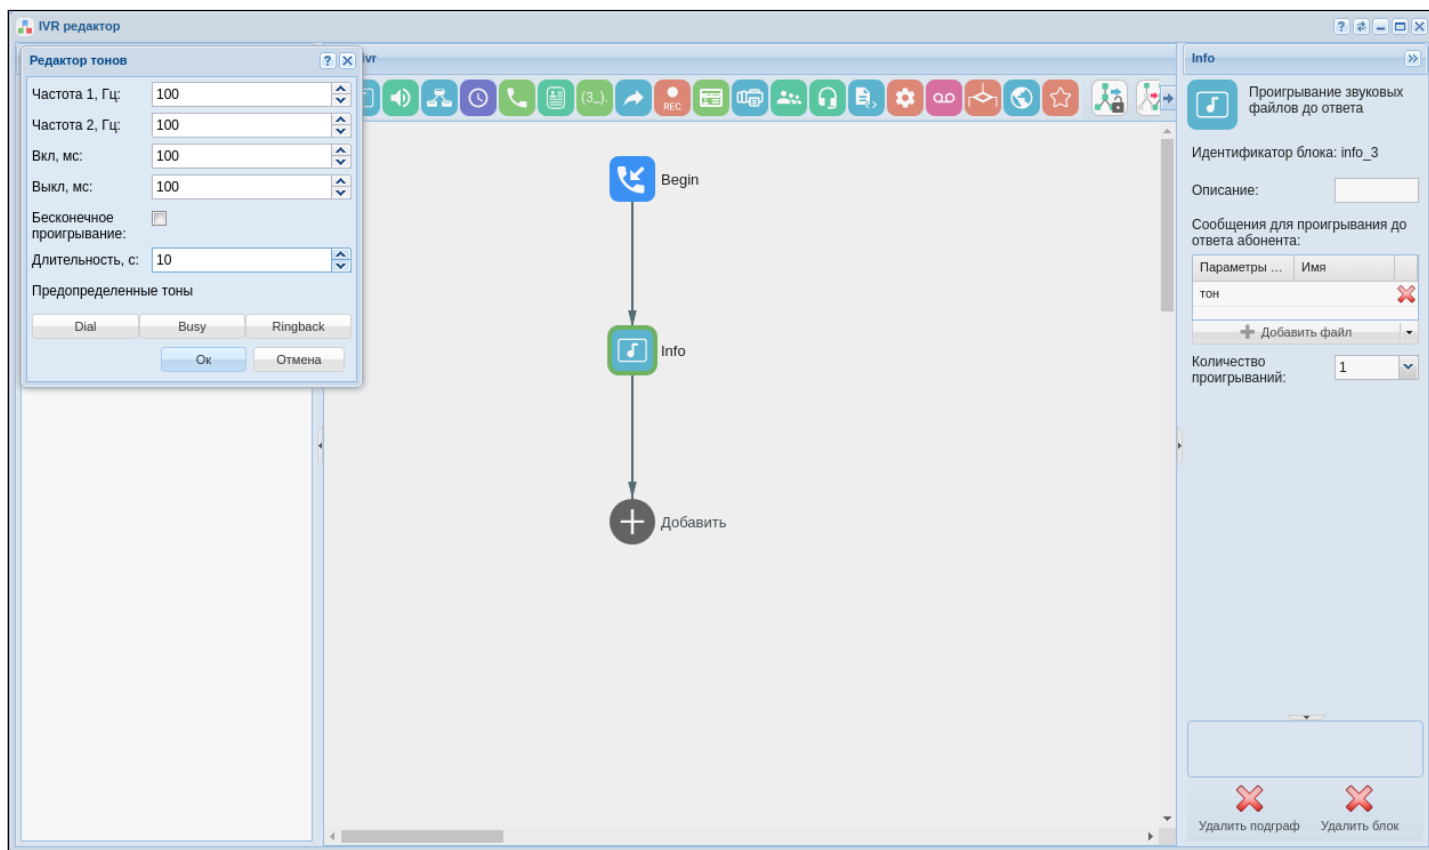 IVR редактор
Редактор тонов
Частота 1, Гц:
100
Частота 2, Гц:
100
Вкл, мс:
100
Выкл, мс:
100
Бесконечное
проигрывание:
Длительность, с:
10
Предопределенные тоны
Dial
Busy
Ringback
Ок
Отмена
(3_).
REC
Begin
Info
Добавить
Info
Проигрывание звуковых
файлов до ответа
Идентификатор блока: info_3
Описание:
Сообщения для проигрывания до
ответа абонента:
Параметры ...
Имя
тон
Добавить файл
Количество
проигрываний:
1
Удалить подграф
Удалить блок